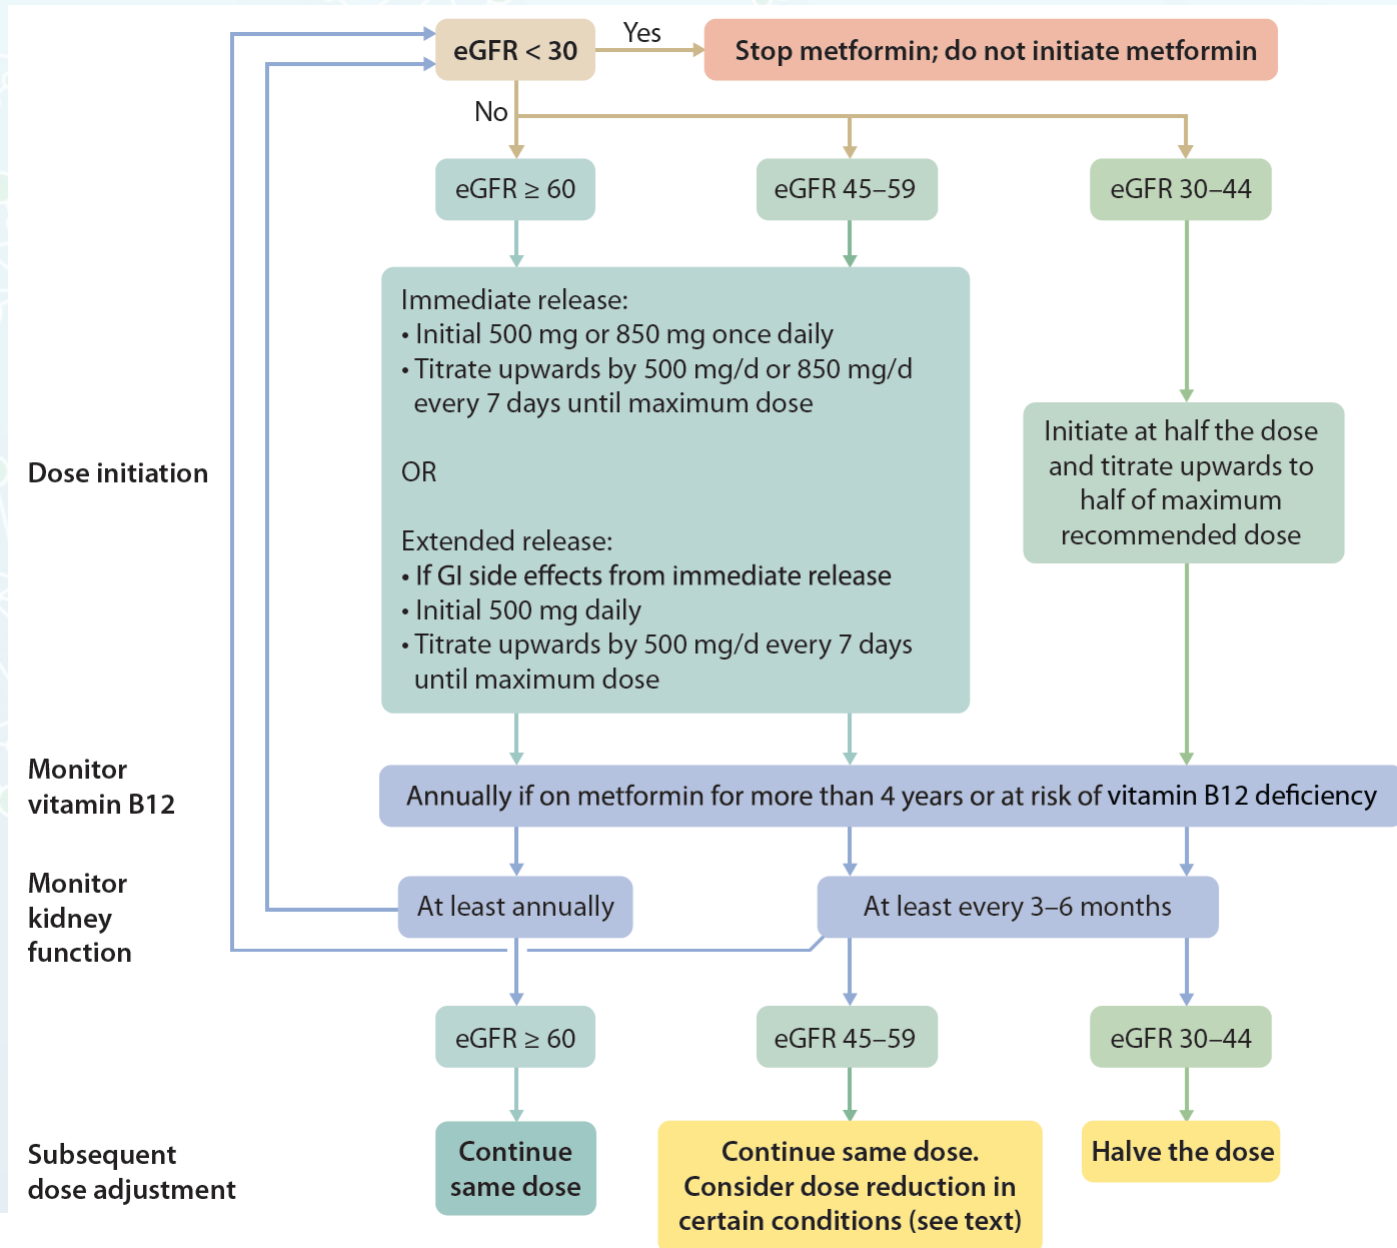 eGFR < 30
Yes
Stop metformin; do not initiate metformin
No
eGFR ≥ 60
eGFR 45–59
eGFR 30–44
Dose initiation
Immediate release:
• Initial 500 mg or 850 mg once daily
• Titrate upwards by 500 mg/d or 850 mg/d
every 7 days until maximum dose
OR
Extended release:
• If GI side effects from immediate release
• Initial 500 mg daily
• Titrate upwards by 500 mg/d every 7 days
until maximum dose
Initiate at half the dose
and titrate upwards to
half of maximum
recommended dose
Monitor
vitamin B12
Annually if on metformin for more than 4 years or at risk of vitamin B12 deficiency
Monitor
kidney
function
At least annually
At least every 3–6 months
eGFR ≥ 60
eGFR 45–59
eGFR 30–44
Subsequent
dose adjustment
Continue
same dose
Continue same dose.
Consider dose reduction in
certain conditions (see text)
Halve the dose